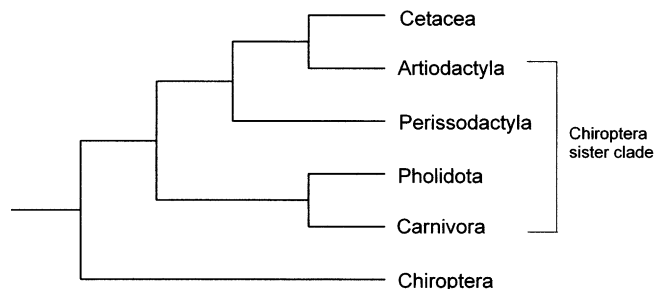 Cetacea
Artiodactyla
Perissodactyla
Chiroptera
sister clade
Pholidota
Carnivora
Chiroptera